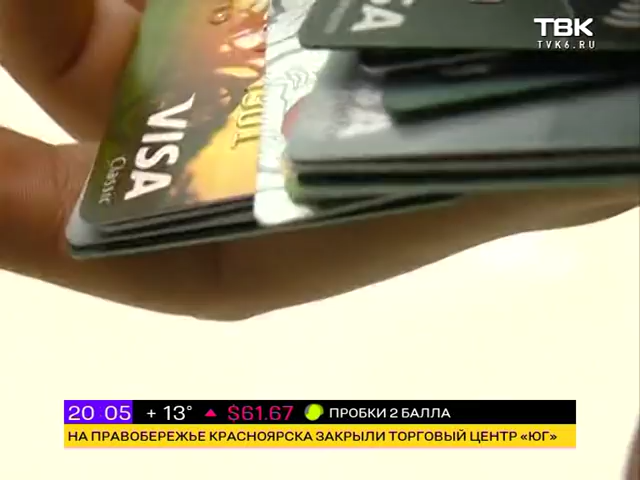 ТВК
TVK6.RU
VISA
Classic
20 05 + 13° $61.67 ПРОБКИ 2 БАЛЛА
НА ПРАВОБЕРЕЖЬЕ КРАСНОЯРСКА ЗАКРЫЛИ ТОРГОВЫЙ ЦЕНТР «ЮГ»